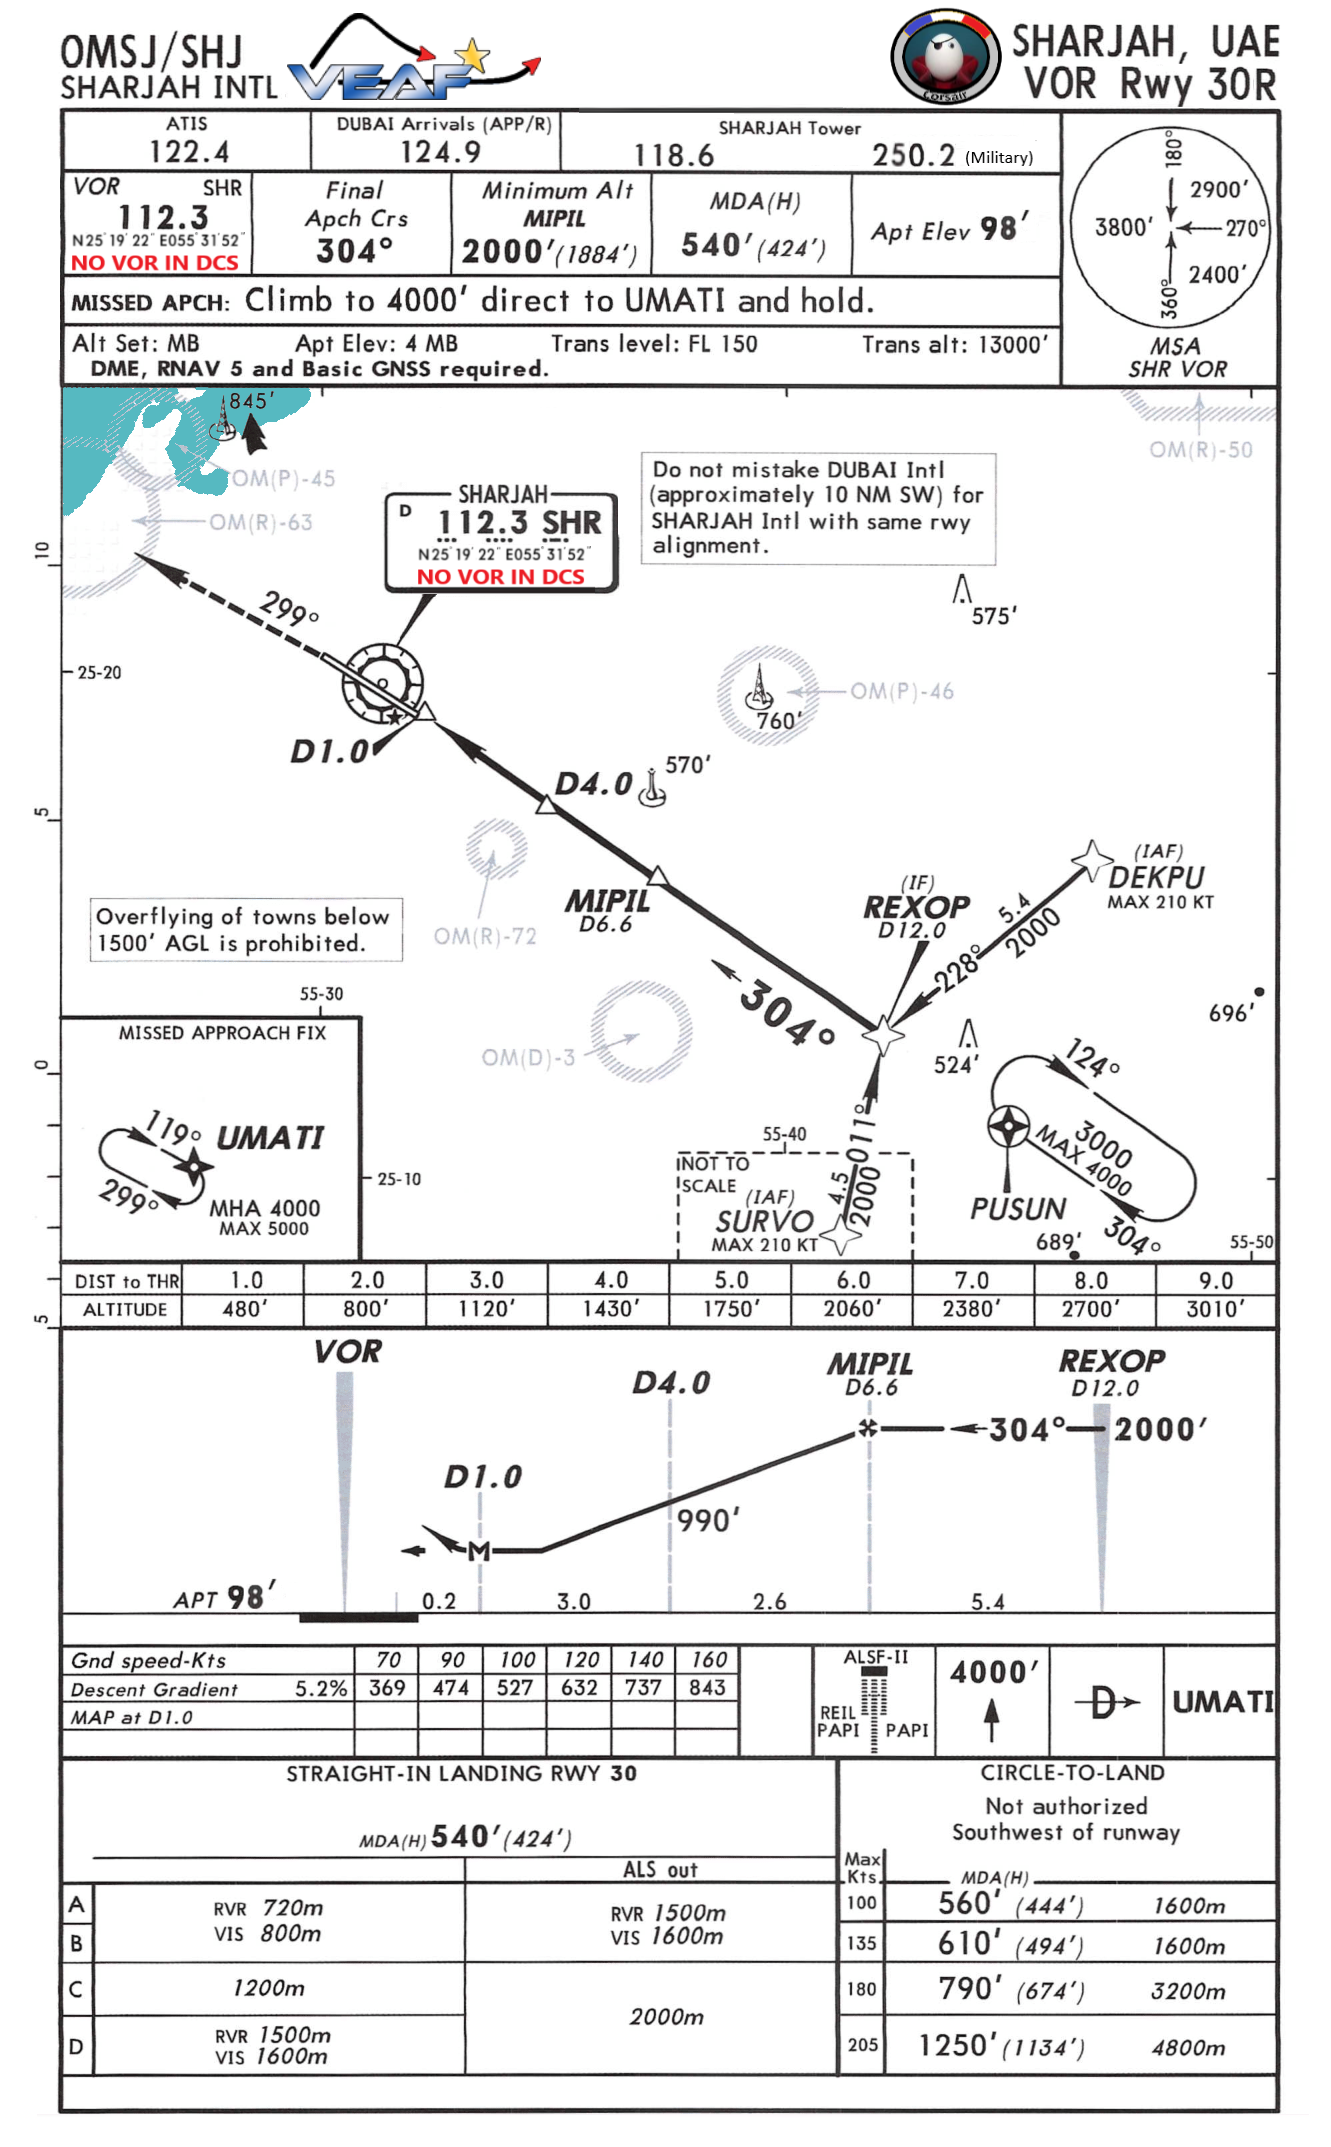 OMSJ/SHJ
SHARJAH INTL
VEAF
Corsair
SHARJAH, UAE
VOR Rwy 30R
ATIS
122.4
DUBAI Arrivals (APP/R)
124.9
SHARJAH Tower
118.6 250.2 (Military)
VOR SHR
112.3
N25°19'22" E055°31'52"
NO VOR IN DCS
Final
Apch Crs
304°
Minimum Alt
MIPIL
2000'(1884')
MDA(H)
540'(424')
Apt Elev 98'
MISSED APCH: Climb to 4000' direct to UMATI and hold.
Alt Set: MB Apt Elev: 4 MB Trans level: FL 150 Trans alt: 13000'
DME, RNAV 5 and Basic GNSS required.
180°
2900'
3800'
270°
2400'
360°
MSA
SHR VOR
845'
OM(P)-45
OM(R)-63
OM(R)-50
SHARJAH
D 112.3 SHR
N25°19'22" E055°31'52"
NO VOR IN DCS
Do not mistake DUBAI Intl
(approximately 10 NM SW) for
SHARJAH Intl with same rwy
alignment.
10
299°
575'
25-20
OM(P)-46
760'
D1.0
570'
D4.0
5
(IAF)
DEKPU
MAX 210 KT
(IF)
REXOP
D12.0
5.4
2000
228°
MIPIL
D6.6
OM(R)-72
Overflying of towns below
1500' AGL is prohibited.
304°
696'
55-30
MISSED APPROACH FIX
OM(D)-3
524'
0
124°
119°
UMATI
299°
MHA 4000
MAX 5000
25-10
55-40
NOT TO
SCALE
(IAF)
SURVO
MAX 210 KT
4.5
2000
011°
3000
MAX 4000
PUSUN
304°
689'
55-50
DIST to THR 1.0 2.0 3.0 4.0 5.0 6.0 7.0 8.0 9.0
ALTITUDE 480' 800' 1120' 1430' 1750' 2060' 2380' 2700' 3010'
5
VOR
D4.0
MIPIL
D6.6
REXOP
D12.0
304° 2000'
D1.0
990'
M
APT 98'
0.2 3.0 2.6 5.4
Gnd speed-Kts 70 90 100 120 140 160
Descent Gradient 5.2% 369 474 527 632 737 843
MAP at D1.0
ALSF-II
REIL
PAPI PAPI
4000'
D
UMATI
STRAIGHT-IN LANDING RWY 30
MDA(H) 540'(424')
ALS out
A
B
RVR 720m
VIS 800m
RVR 1500m
VIS 1600m
C
1200m
2000m
D
RVR 1500m
VIS 1600m
CIRCLE-TO-LAND
Not authorized
Southwest of runway
Max
Kts
MDA(H)
100 560' (444') 1600m
135 610' (494') 1600m
180 790' (674') 3200m
205 1250'(1134') 4800m